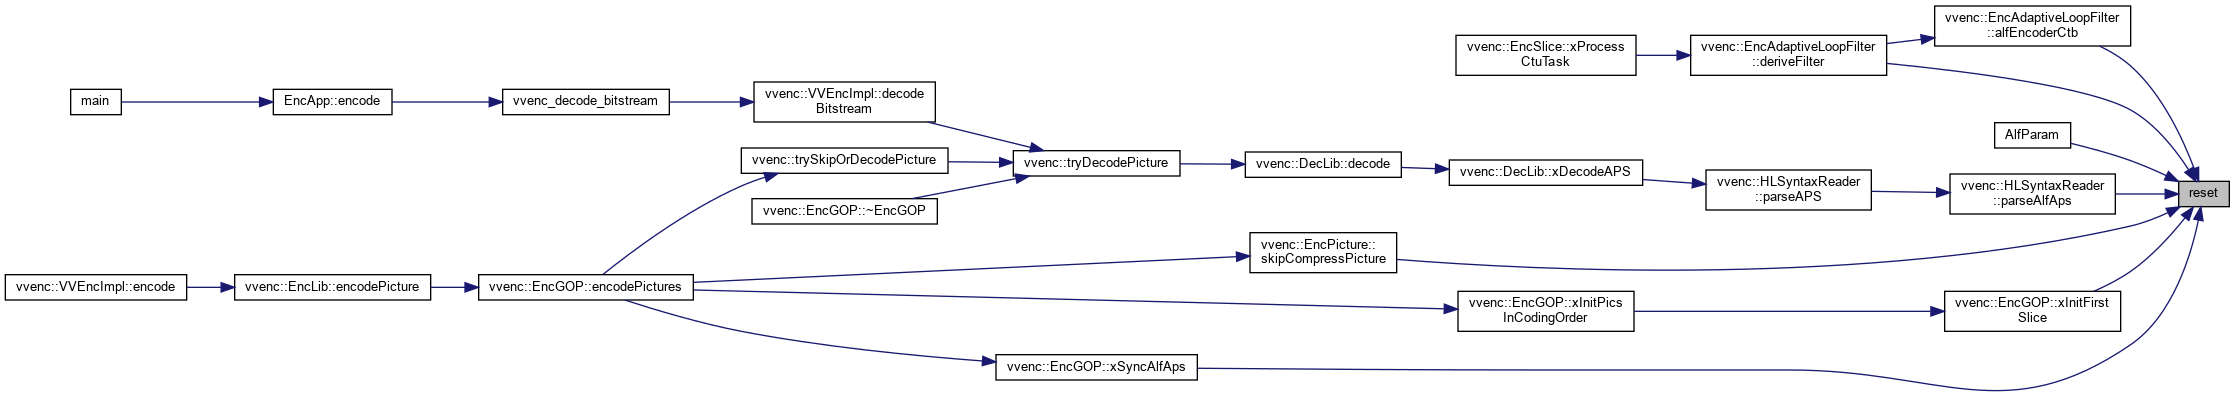 vvenc::EncAdaptiveLoopFilter
::alfEncoderCtb
vvenc::EncSlice::xProcess
CtuTask
vvenc::EncAdaptiveLoopFilter
::deriveFilter
main
EncApp::encode
vvenc_decode_bitstream
vvenc::VVEncImpl::decode
Bitstream
AlfParam
vvenc::trySkipOrDecodePicture
vvenc::tryDecodePicture
vvenc::DecLib::decode
vvenc::DecLib::xDecodeAPS
vvenc::HLSyntaxReader
::parseAPS
vvenc::HLSyntaxReader
::parseAlfAps
reset
vvenc::EncGOP::~EncGOP
vvenc::EncPicture::
skipCompressPicture
vvenc::VVEncImpl::encode
vvenc::EncLib::encodePicture
vvenc::EncGOP::encodePictures
vvenc::EncGOP::xInitPics
InCodingOrder
vvenc::EncGOP::xInitFirst
Slice
vvenc::EncGOP::xSyncAlfAps